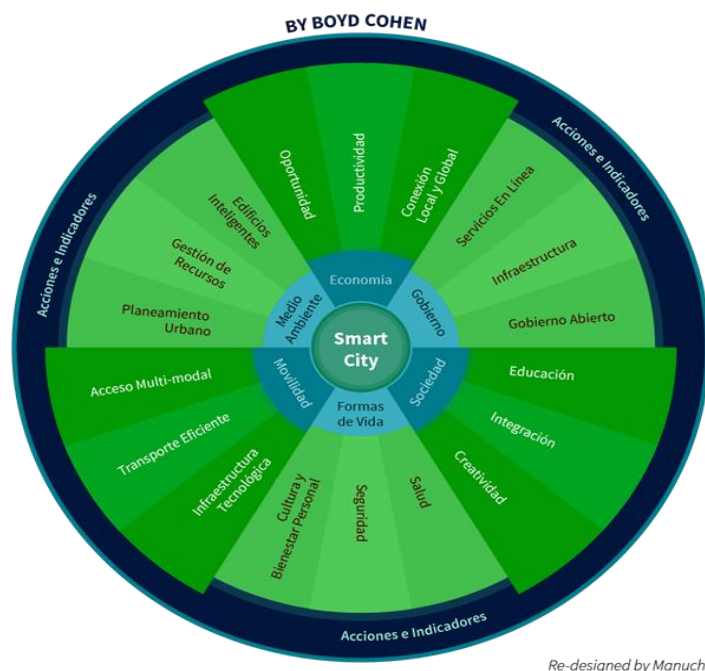 BY BOYD COHEN
Acciones e Indicadores
Acciones e Indicadores
Acciones e Indicadores
Smart
City
Economía
Oportunidad
Productividad
Conexión
Local y Global
Gobierno
Servicios En Línea
Infraestructura
Gobierno Abierto
Sociedad
Educación
Integración
Creatividad
Formas
de Vida
Salud
Seguridad
Cultura y
Bienestar Personal
Movilidad
Infraestructura
Tecnológica
Transporte Eficiente
Acceso Multi-modal
Medio
Ambiente
Planeamiento
Urbano
Gestión de
Recursos
Edificios
Inteligentes
Re-designed by Manuch